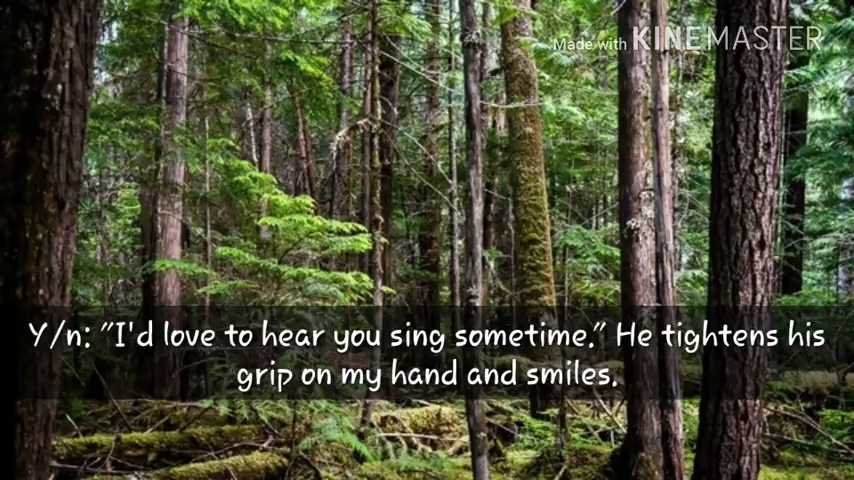 Made with KINEMASTER
Y/n: "I'd love to hear you sing sometime." He tightens his
grip on my hand and smiles.